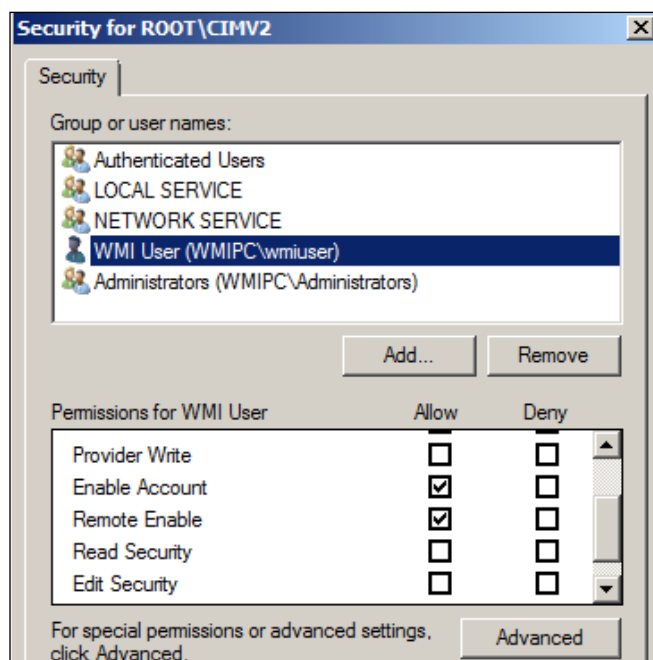 Security for ROOT\CIMV2
Security
Group or user names:
Authenticated Users
LOCAL SERVICE
NETWORK SERVICE
WMI User (WMIPC\wmiuser)
Administrators (WMIPC\Administrators)
Add... Remove
Permissions for WMI User Allow Deny
Provider Write
Enable Account
Remote Enable
Read Security
Edit Security
For special permissions or advanced settings,
click Advanced.
Advanced